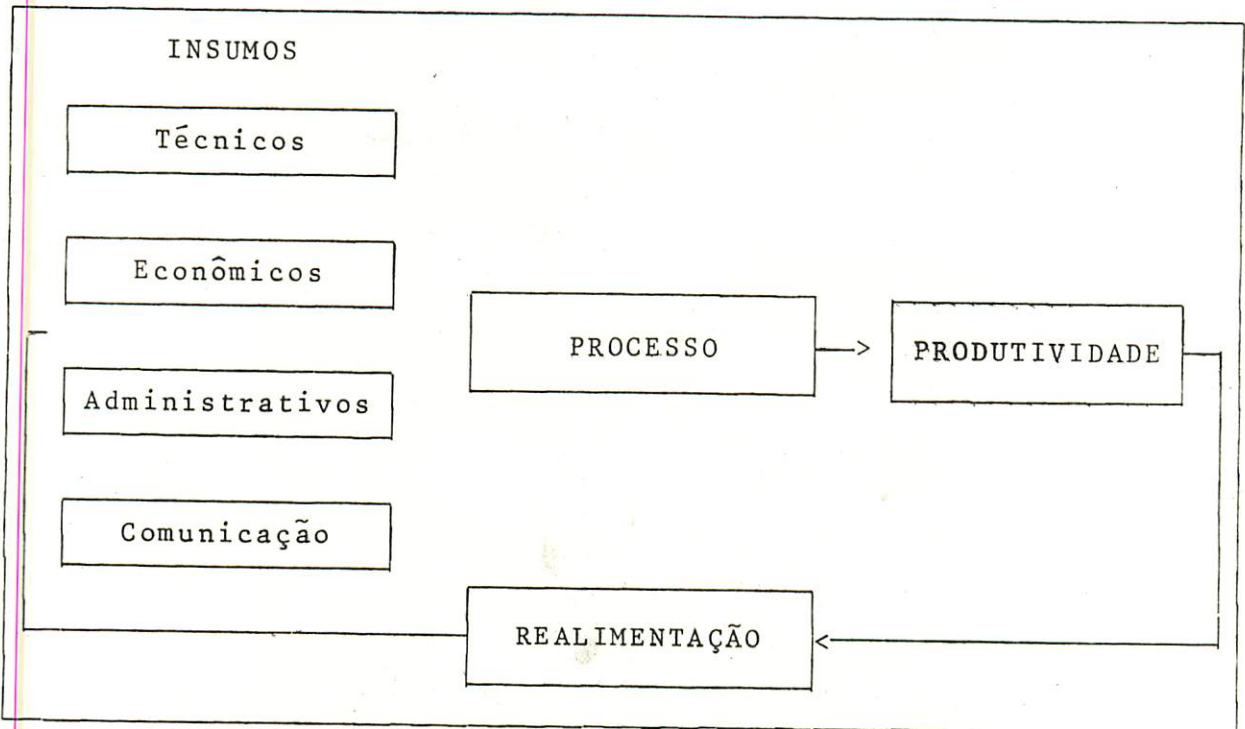 INSUMOS
Técnicos
Econômicos
PROCESSO
PRODUTIVIDADE
Administrativos
Comunicação
REALIMENTAÇÃO